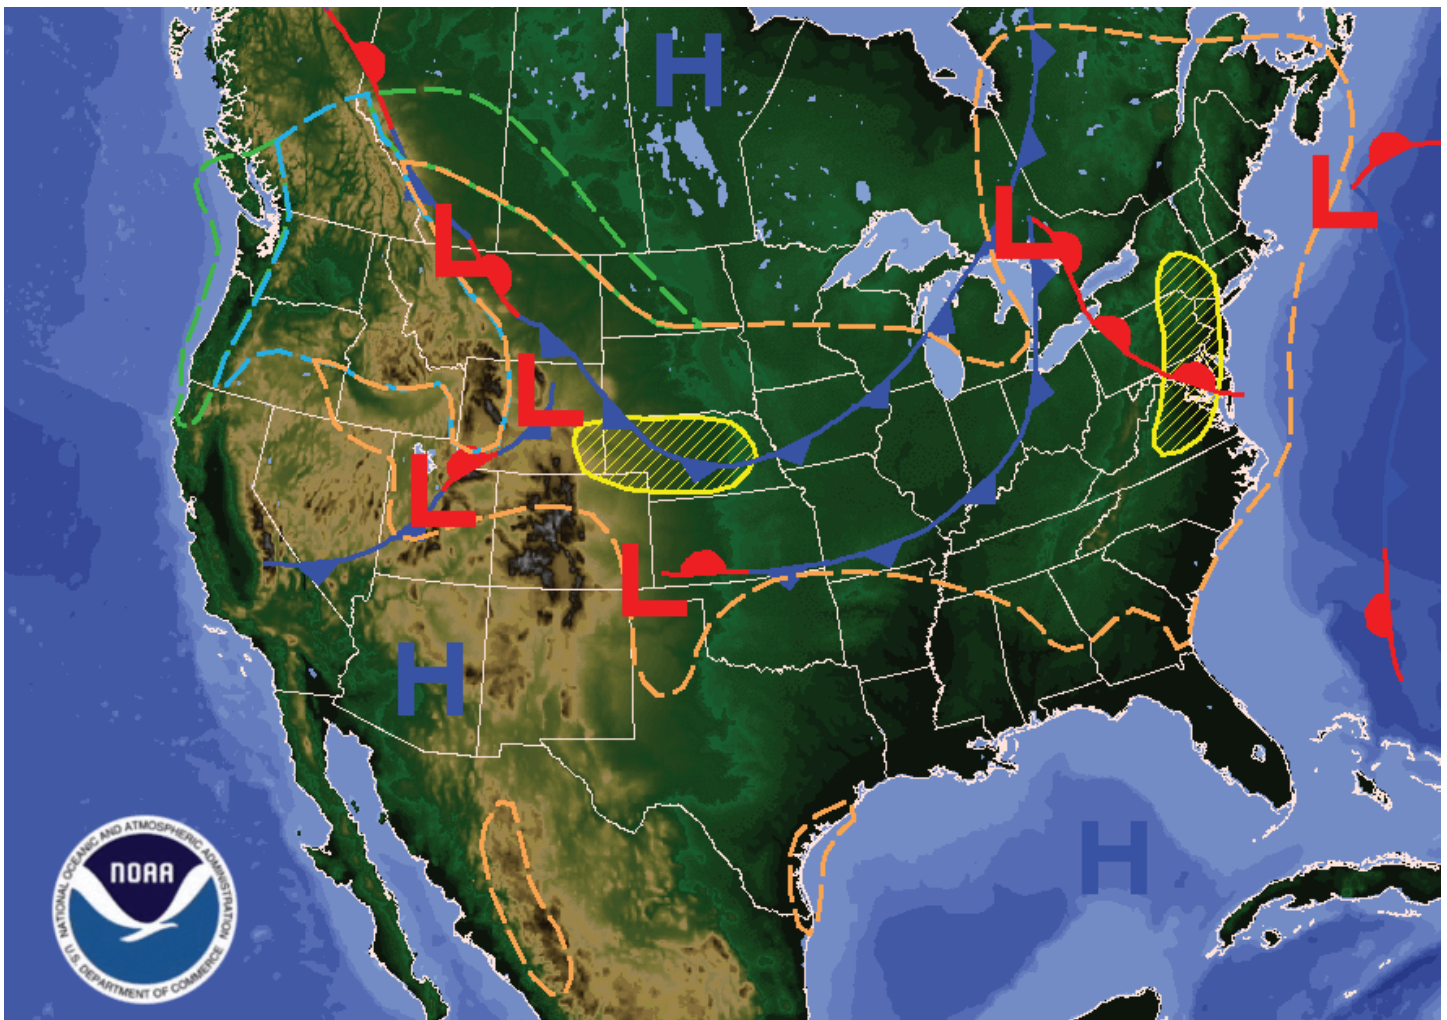 H
L
L
L
L
L
L
L
H
H
NATIONAL OCEANIC AND ATMOSPHERIC ADMINISTRATION
NOAA
U.S. DEPARTMENT OF COMMERCE